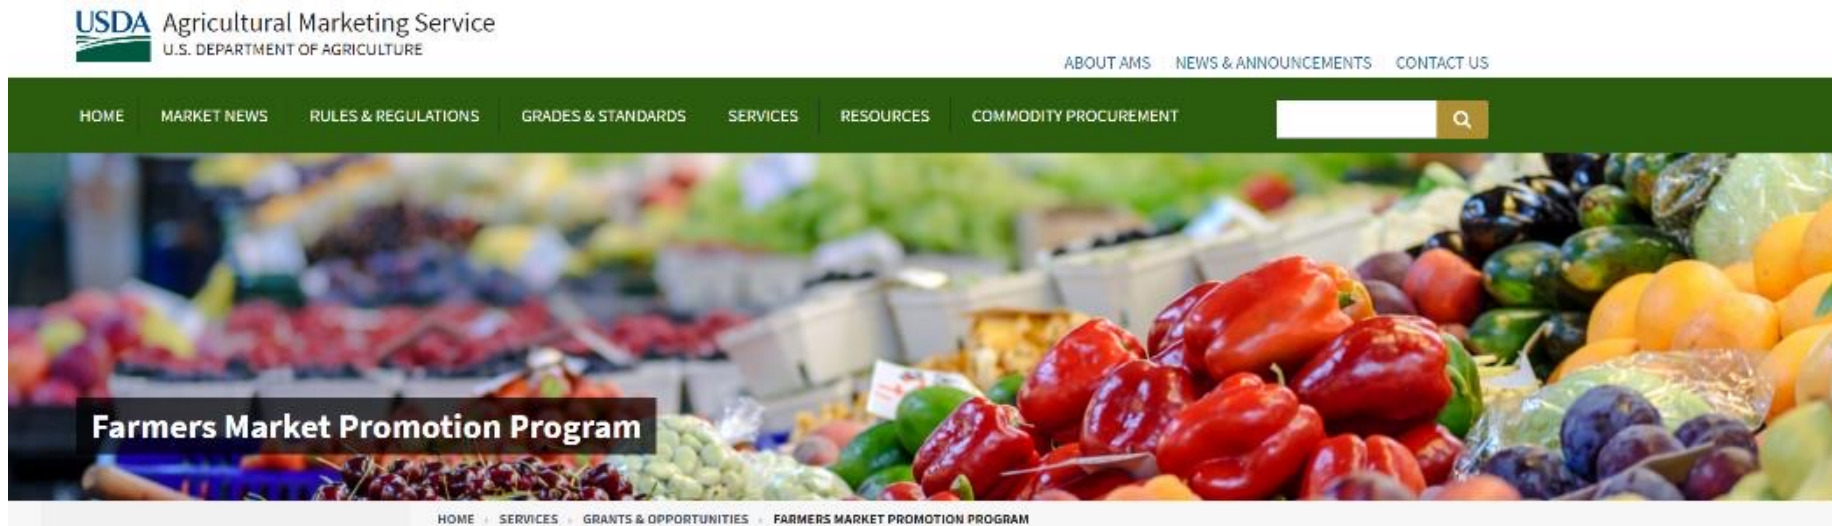 USDA Agricultural Marketing Service
U.S. DEPARTMENT OF AGRICULTURE
ABOUT AMS NEWS & ANNOUNCEMENTS CONTACT US
HOME MARKET NEWS RULES & REGULATIONS GRADES & STANDARDS SERVICES RESOURCES COMMODITY PROCUREMENT
Farmers Market Promotion Program
HOME › SERVICES › GRANTS & OPPORTUNITIES › FARMERS MARKET PROMOTION PROGRAM